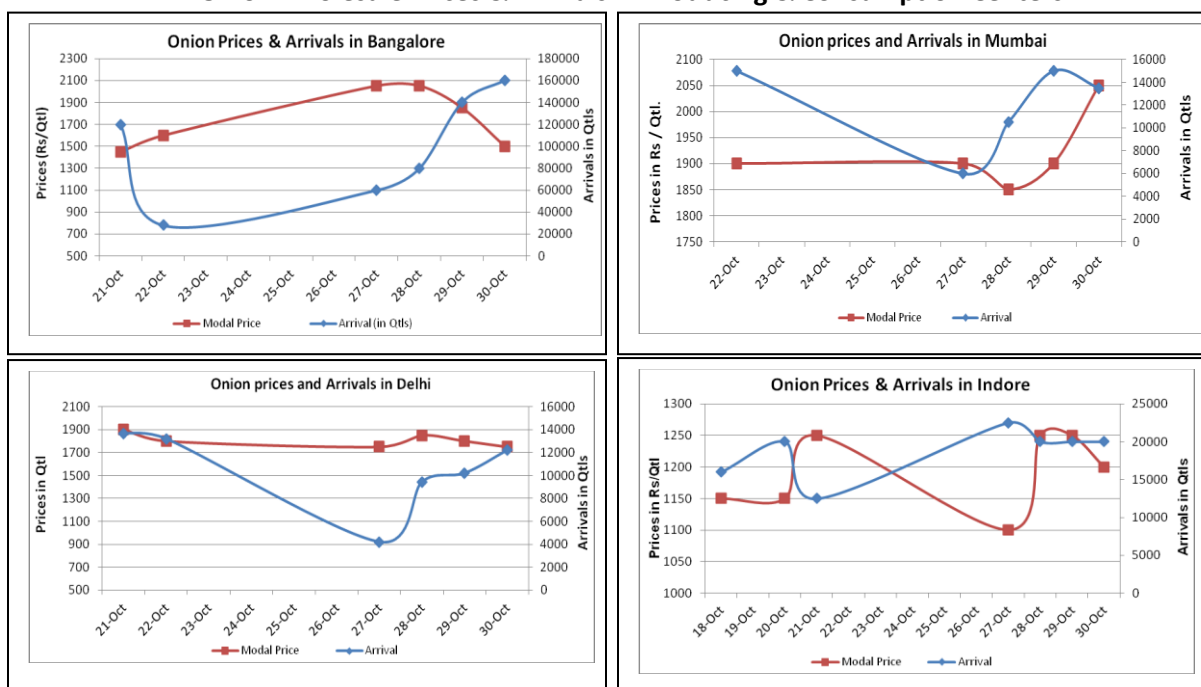 Onion Prices & Arrivals in Bangalore
2300
2100
1900
1700
1500
1300
1100
900
700
500
Prices (Rs/Qtl)
180000
160000
140000
120000
100000
80000
60000
40000
20000
0
Arrivals in Qtls
21-Oct
22-Oct
23-Oct
24-Oct
25-Oct
26-Oct
27-Oct
28-Oct
29-Oct
30-Oct
Modal Price
Arrival (in Qtls)
Onion prices and Arrivals in Mumbai
2100
2050
2000
1950
1900
1850
1800
1750
Prices in Rs / Qtl.
16000
14000
12000
10000
8000
6000
4000
2000
0
Arrivals in Qtls
22-Oct
23-Oct
24-Oct
25-Oct
26-Oct
27-Oct
28-Oct
29-Oct
30-Oct
Modal Price
Arrival
Onion prices and Arrivals in Delhi
2100
1900
1700
1500
1300
1100
900
700
500
Prices in Qtl
16000
14000
12000
10000
8000
6000
4000
2000
0
Arrivals in Qtls
21-Oct
22-Oct
23-Oct
24-Oct
25-Oct
26-Oct
27-Oct
28-Oct
29-Oct
30-Oct
Modal Price
Arrival
Onion Prices & Arrivals in Indore
1300
1250
1200
1150
1100
1050
1000
Prices in Rs/Qtl
25000
20000
15000
10000
5000
0
Arrivals in Qtls
18-Oct
19-Oct
20-Oct
21-Oct
22-Oct
23-Oct
24-Oct
25-Oct
26-Oct
27-Oct
28-Oct
29-Oct
30-Oct
Modal Price
Arrival